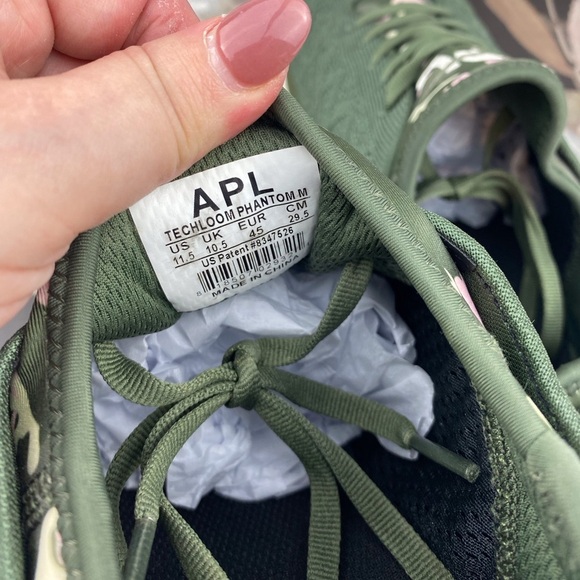 APL
TECHLOOM PHANTOM M
US UK EUR CM
11.5 10.5 45 29.5
US Patent #8347526
MADE IN CHINA